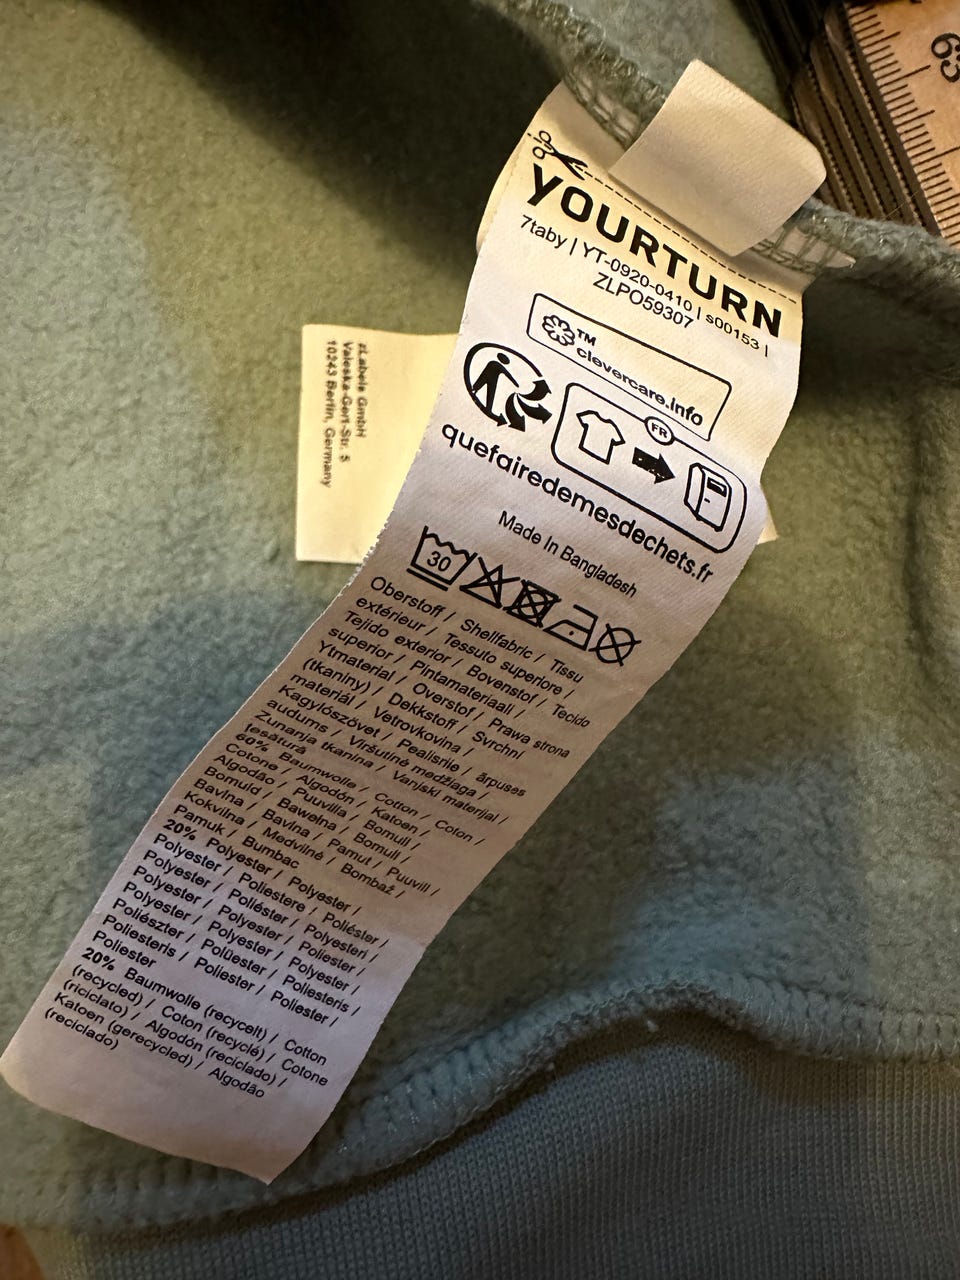 YOURTURN
7taby | YT-0920-0410 | s00153 |
ZLPO59307
TM
clevercare.info
FR
quefairedemesdechets.fr
Made In Bangladesh
30
Oberstoff / Shellfabric / Tissu
extérieur / Tessuto superiore /
Tejido exterior / Bovenstof / Tecido
superior / Pintamateriaali /
Ytmaterial / Overstof / Prawa strona
(tkaniny) / Dekkstoff / Svrchní
materiál / Vetrovkovina /
Kagylószövet / Pealisriie / ārpuses
audums / Viršutinė medžiaga /
Zunanja tkanina / Vanjski materijal /
țesătură
60% Baumwolle / Cotton / Coton /
Cotone / Algodón / Katoen /
Algodão / Puuvilla / Bomull /
Bomuld / Bawełna / Bomull /
Bavlna / Bavlna / Pamut / Puuvill /
Kokvilna / Medvilnė / Bombaž /
Pamuk / Bumbac
20% Polyester / Polyester /
Polyester / Poliestere / Poliéster /
Polyester / Poliéster / Polyesteri /
Polyester / Polyester / Poliester /
Polyester / Polyester / Polyester /
Poliészter / Polüester / Poliesteris /
Poliesteris / Poliester / Poliester /
Poliester
20% Baumwolle (recycelt) / Cotton
(recycled) / Coton (recyclé) / Cotone
(riciclato) / Algodón (reciclado) /
Katoen (gerecycled) / Algodão
(reciclado)
zLabels GmbH
Valeska-Gert-Str. 5
10243 Berlin, Germany
63